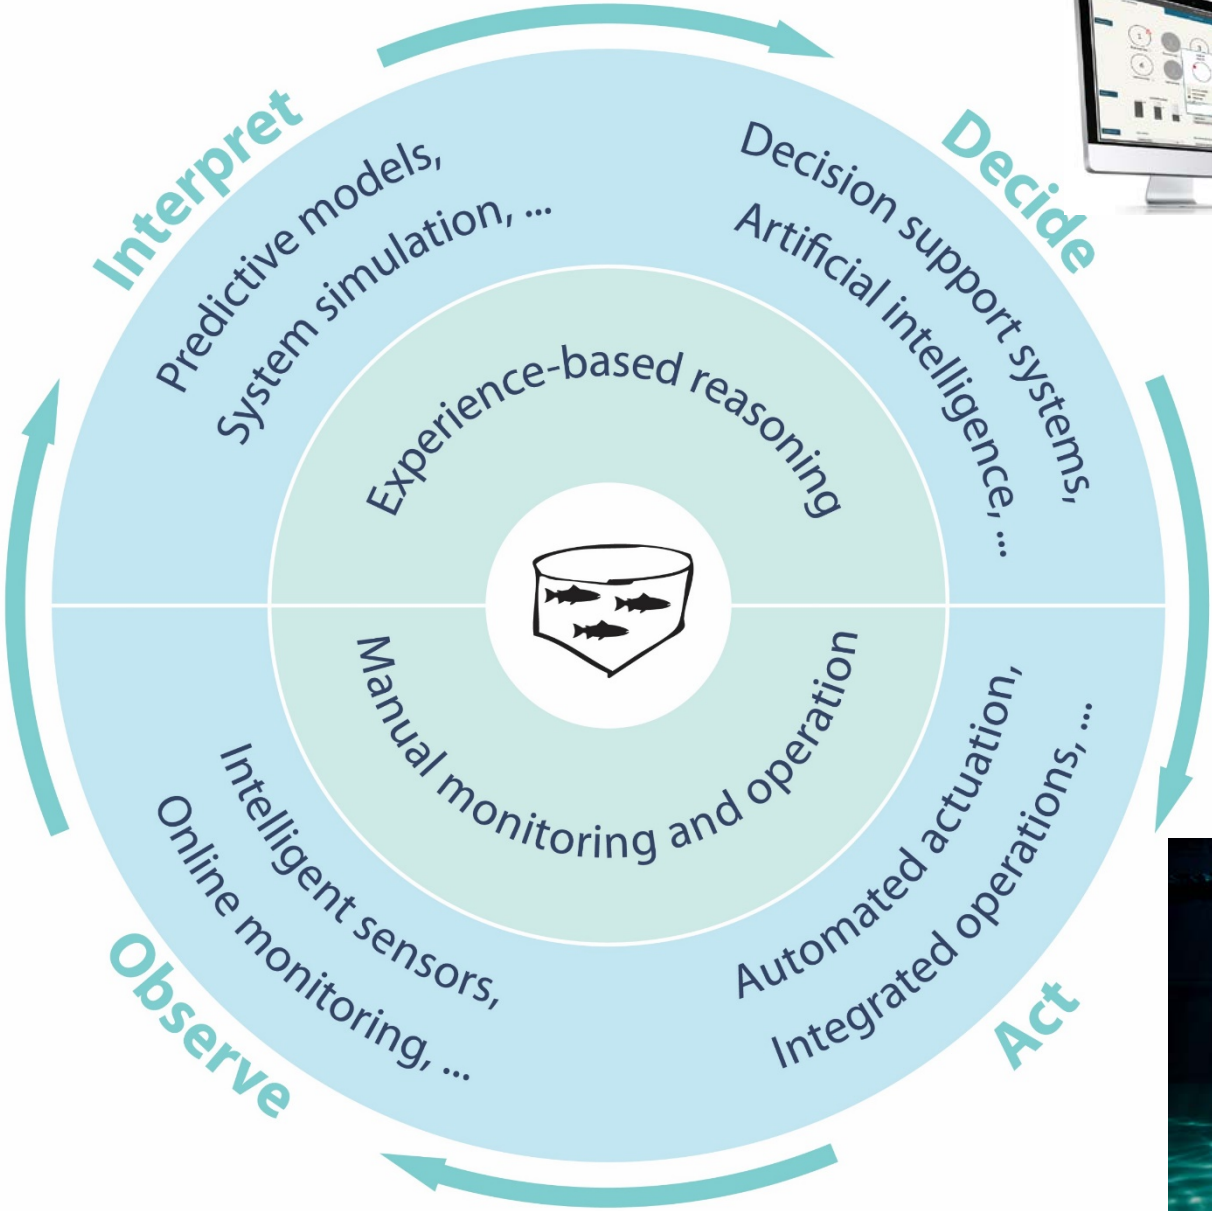 Interpret
Predictive models,
System simulation, ...
Decide
Decision support systems,
Artificial intelligence, ...
Experience-based reasoning
Manual monitoring and operation
Observe
Intelligent sensors,
Online monitoring, ...
Act
Automated actuation,
Integrated operations, ...